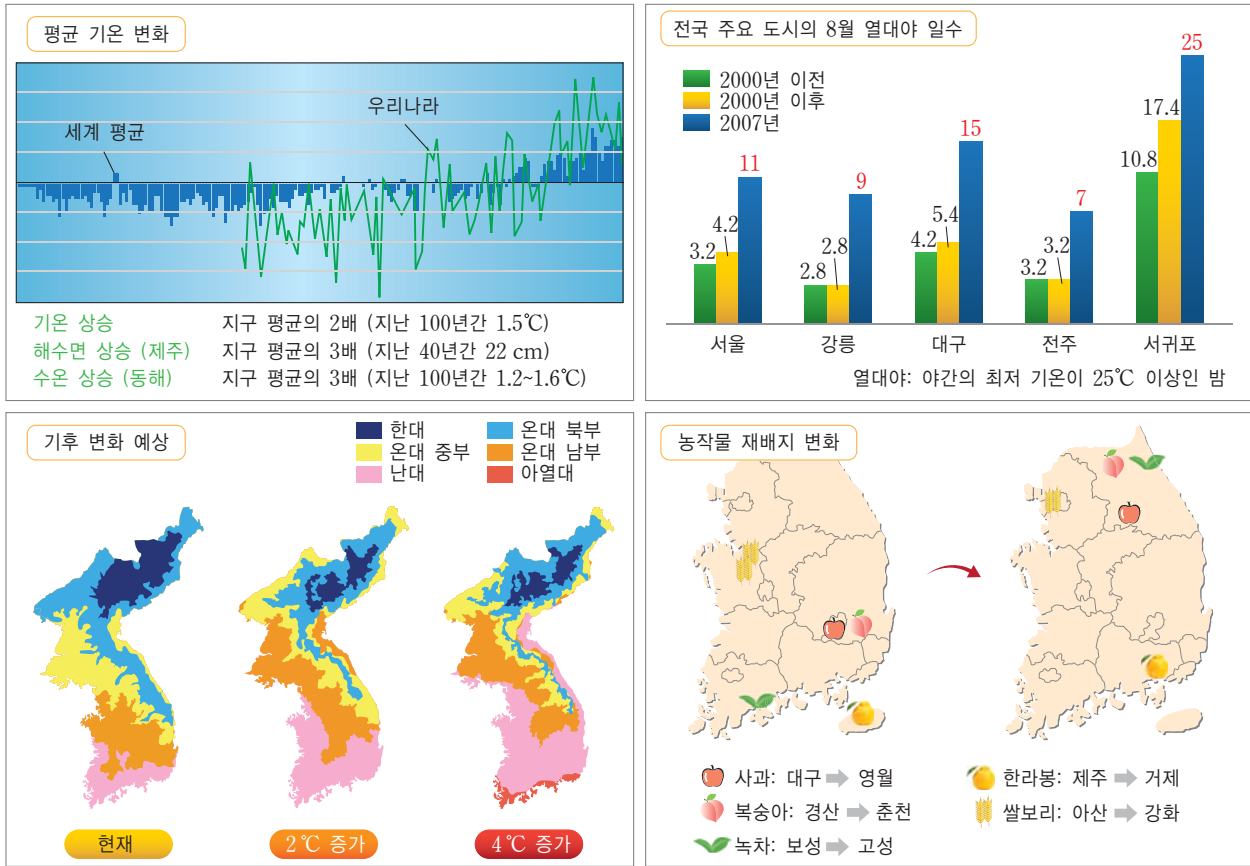 평균 기온 변화
세계 평균
우리나라
기온 상승 지구 평균의 2배 (지난 100년간 1.5℃)
해수면 상승 (제주) 지구 평균의 3배 (지난 40년간 22 cm)
수온 상승 (동해) 지구 평균의 3배 (지난 100년간 1.2~1.6℃)
전국 주요 도시의 8월 열대야 일수
2000년 이전
2000년 이후
2007년
3.2 4.2 11
2.8 2.8 9
4.2 5.4 15
3.2 3.2 7
10.8 17.4 25
서울 강릉 대구 전주 서귀포
열대야: 야간의 최저 기온이 25℃ 이상인 밤
기후 변화 예상
한대 온대 북부
온대 중부 온대 남부
난대 아열대
현재 2℃ 증가 4℃ 증가
농작물 재배지 변화
사과: 대구 ➡ 영월 한라봉: 제주 ➡ 거제
복숭아: 경산 ➡ 춘천 쌀보리: 아산 ➡ 강화
녹차: 보성 ➡ 고성